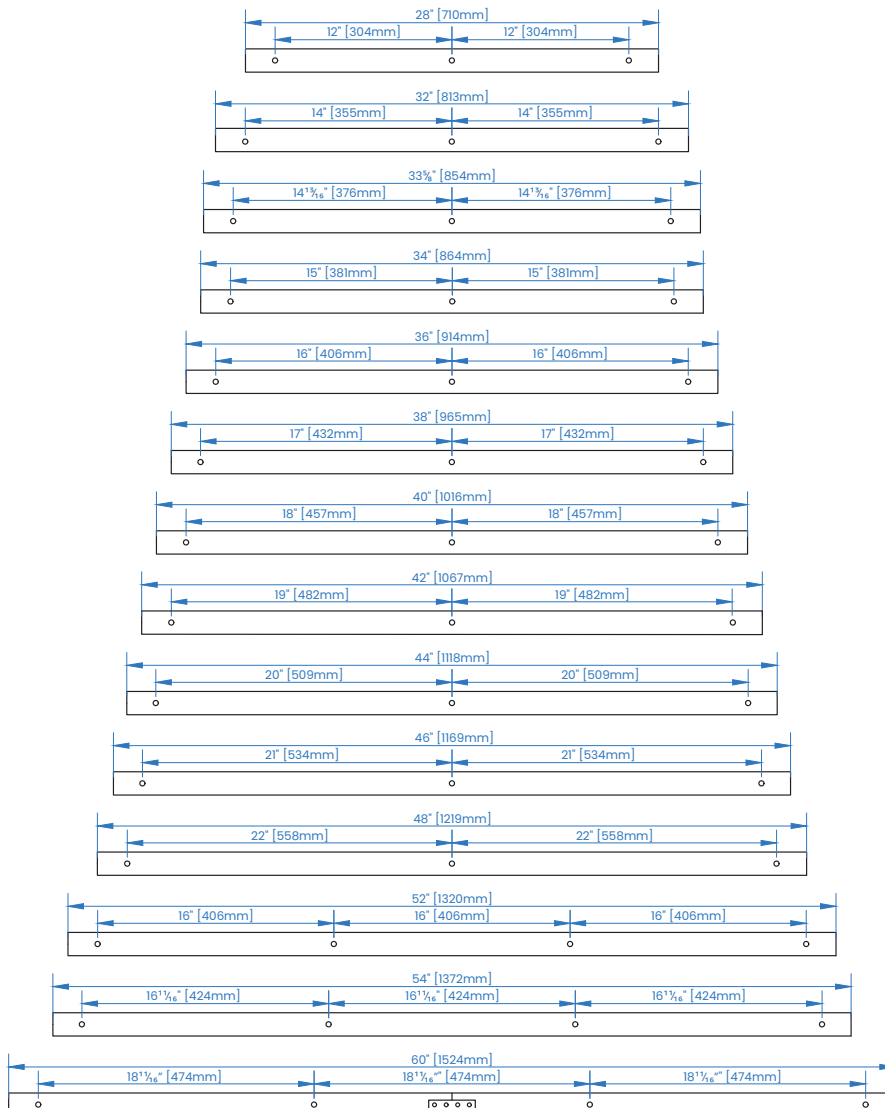 28" [710mm]
12" [304mm] 12" [304mm]
32" [813mm]
14" [355mm] 14" [355mm]
33⅝" [854mm]
14¹³⁄₁₆" [376mm] 14¹³⁄₁₆" [376mm]
34" [864mm]
15" [381mm] 15" [381mm]
36" [914mm]
16" [406mm] 16" [406mm]
38" [965mm]
17" [432mm] 17" [432mm]
40" [1016mm]
18" [457mm] 18" [457mm]
42" [1067mm]
19" [482mm] 19" [482mm]
44" [1118mm]
20" [509mm] 20" [509mm]
46" [1169mm]
21" [534mm] 21" [534mm]
48" [1219mm]
22" [558mm] 22" [558mm]
52" [1320mm]
16" [406mm] 16" [406mm] 16" [406mm]
54" [1372mm]
16¹¹⁄₁₆" [424mm] 16¹¹⁄₁₆" [424mm] 16¹¹⁄₁₆" [424mm]
60" [1524mm]
18¹¹⁄₁₆"" [474mm] 18¹¹⁄₁₆"" [474mm] 18¹¹⁄₁₆"" [474mm]